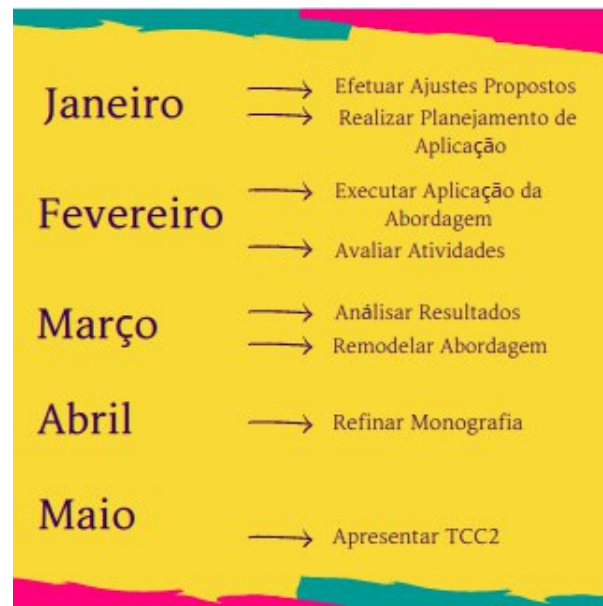 Janeiro
Efetuar Ajustes Propostos
Realizar Planejamento de
Aplicação
Fevereiro
Executar Aplicação da
Abordagem
Avaliar Atividades
Março
Análisar Resultados
Remodelar Abordagem
Abril
Refinar Monografia
Maio
Apresentar TCC2